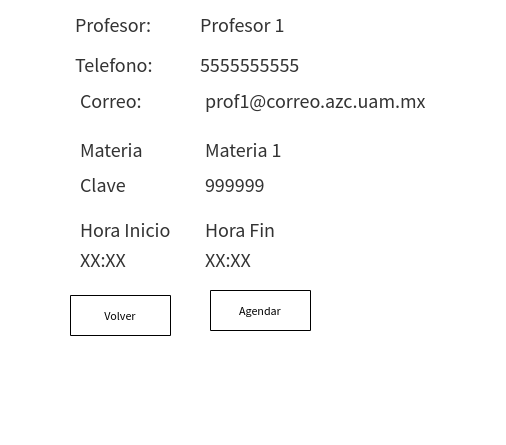 Profesor: Profesor 1
Telefono: 5555555555
Correo: prof1@correo.azc.uam.mx
Materia Materia 1
Clave 999999
Hora Inicio Hora Fin
XX:XX XX:XX
Volver Agendar